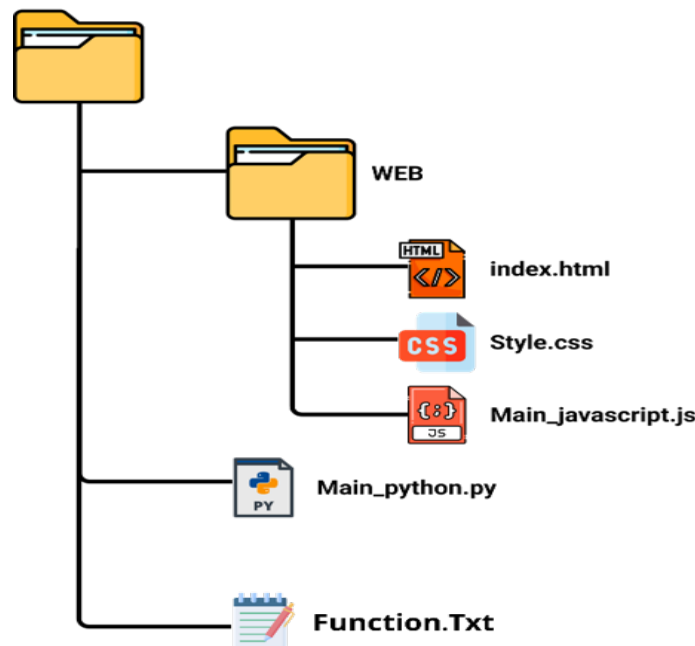 WEB
HTML
</>
index.html
CSS
Style.css
{:}
JS
Main_javascript.js
PY
Main_python.py
Function.Txt